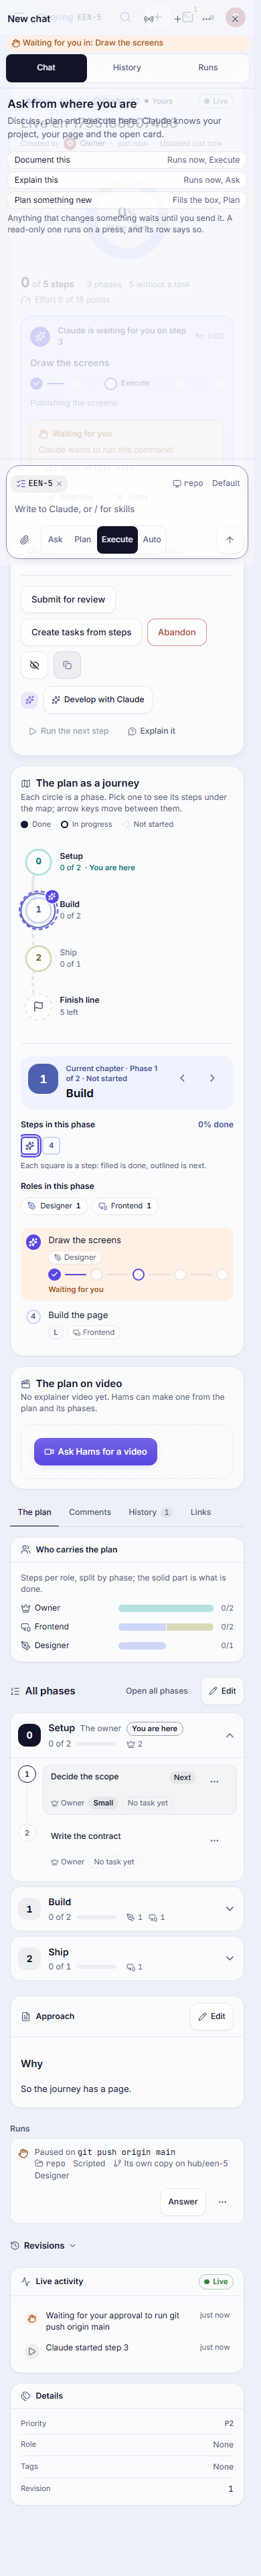 New chat
EEN-5
1
Waiting for you in: Draw the screens
Chat
History
Runs
Ask from where you are
Discuss, plan and execute here. Claude knows your
project, your page and the open card.
Document this
Runs now, Execute
Explain this
Runs now, Ask
Plan something new
Fills the box, Plan
Anything that changes something waits until you send it. A
read-only one runs on a press, and its row says so.
0 of 5 steps
3 phases
5 without a task
Effort 0 of 16 points
Claude is waiting for you on step
3
for 0:03
Draw the screens
Execute
Publishing the screens
Waiting for you
Claude wants to run this command:
EEN-5
repo
Default
Write to Claude, or / for skills
Ask
Plan
Execute
Auto
Submit for review
Create tasks from steps
Abandon
Develop with Claude
Run the next step
Explain it
The plan as a journey
Each circle is a phase. Pick one to see its steps under
the map; arrow keys move between them.
Done
In progress
Not started
0
Setup
0 of 2 · You are here
1
Build
0 of 2
2
Ship
0 of 1
Finish line
5 left
1
Current chapter · Phase 1
of 2 · Not started
Build
Steps in this phase
0% done
4
Each square is a step: filled is done, outlined is next.
Roles in this phase
Designer 1
Frontend 1
Draw the screens
Designer
Waiting for you
4
Build the page
L
Frontend
The plan on video
No explainer video yet. Hams can make one from the
plan and its phases.
Ask Hams for a video
The plan
Comments
History 1
Links
Who carries the plan
Steps per role, split by phase; the solid part is what is
done.
Owner
0/2
Frontend
0/2
Designer
0/1
All phases
Open all phases
Edit
0
Setup The owner
You are here
0 of 2
2
1
Decide the scope
Next
Owner
Small
No task yet
2
Write the contract
Owner
No task yet
1
Build
0 of 2
1
1
2
Ship
0 of 1
1
Approach
Edit
Why
So the journey has a page.
Runs
Paused on git push origin main
repo Scripted Its own copy on hub/een-5
Designer
Answer
Revisions
Live activity
Live
Waiting for your approval to run git
push origin main
just now
Claude started step 3
just now
Details
Priority
P2
Role
None
Tags
None
Revision
1